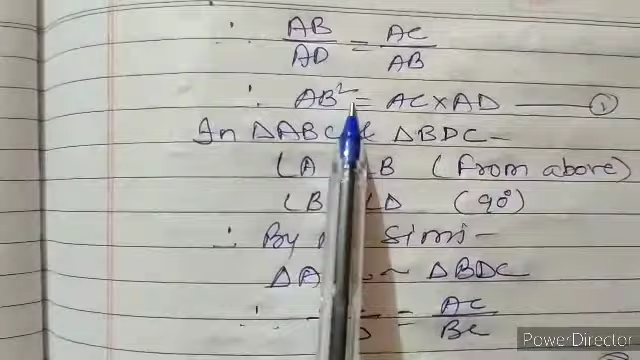 ∴ AB/AD = AC/AB
∴ AB² = AC×AD —— ①
In ΔABC & ΔBDC –
∠A ∠B (From above)
∠B ∠D (90°)
∴ By Simi –
ΔA ~ ΔBDC
∴ = AC/BC
PowerDirector